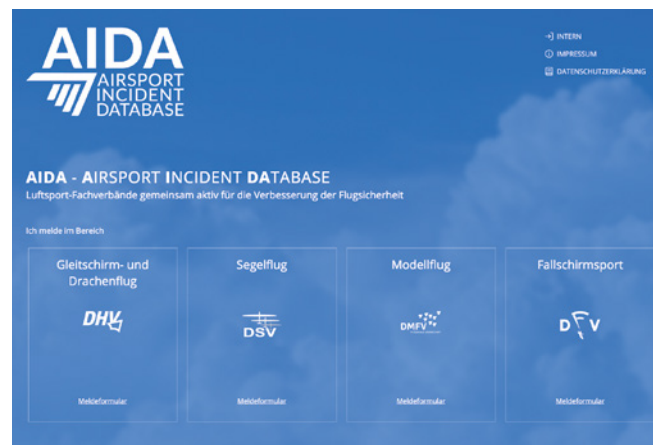 AIDA
AIRSPORT
INCIDENT
DATABASE
INTERN
IMPRESSUM
DATENSCHUTZERKLÄRUNG
AIDA - AIRSPORT INCIDENT DATABASE
Luftsport-Fachverbände gemeinsam aktiv für die Verbesserung der Flugsicherheit
Ich melde im Bereich
Gleitschirm- und
Drachenflug
DHV
Meldeformular
Segelflug
DSV
Meldeformular
Modellflug
DMFV
Meldeformular
Fallschirmsport
DFV
Meldeformular